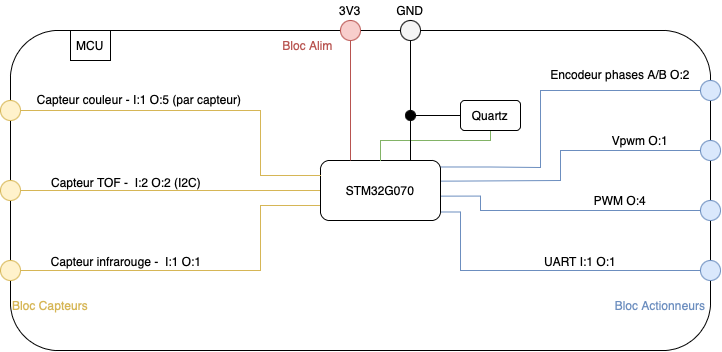 3V3
GND
MCU
Bloc Alim
Encodeur phases A/B O:2
Capteur couleur - I:1 O:5 (par capteur)
Quartz
Vpwm O:1
Capteur TOF - I:2 O:2 (I2C)
STM32G070
PWM O:4
Capteur infrarouge - I:1 O:1
UART I:1 O:1
Bloc Capteurs
Bloc Actionneurs